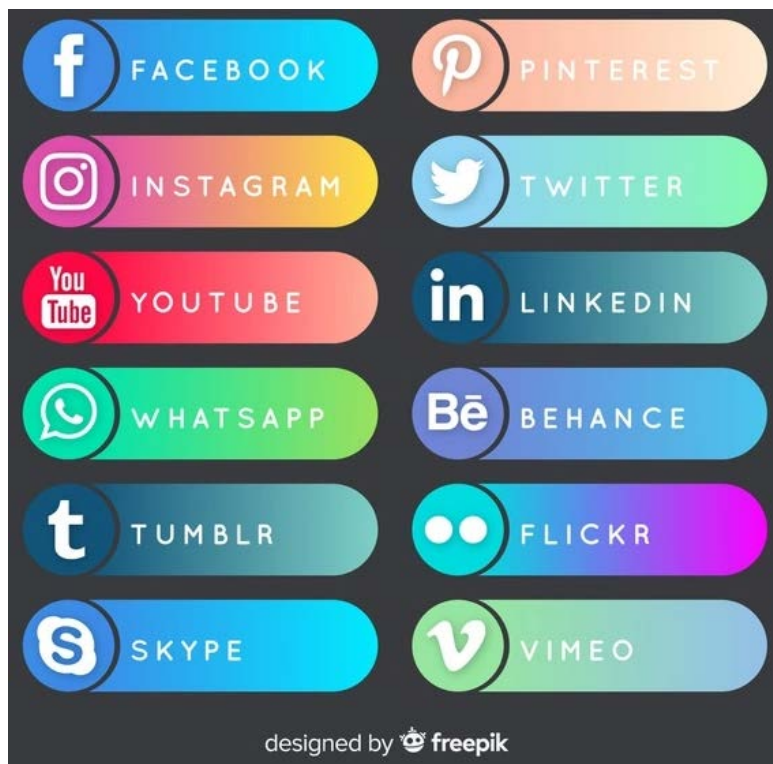 f FACEBOOK
P PINTEREST
INSTAGRAM
TWITTER
You
Tube YOUTUBE
in LINKEDIN
WHATSAPP
Bē BEHANCE
t TUMBLR
FLICKR
S SKYPE
V VIMEO
designed by freepik